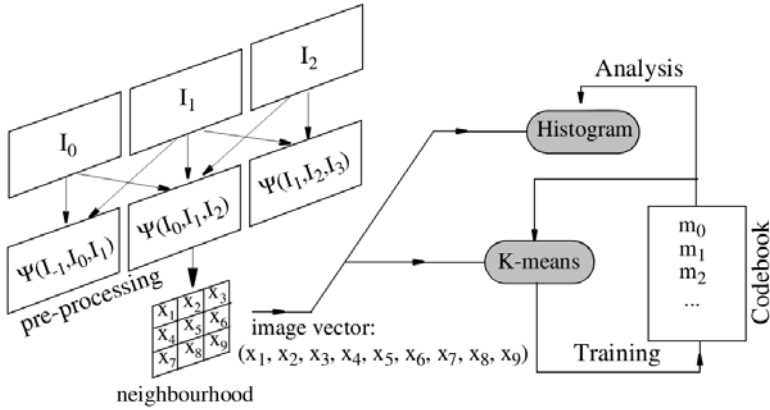 I0
I1
I2
Ψ(I-1,I0,I1)
Ψ(I0,I1,I2)
Ψ(I1,I2,I3)
pre-processing
x1 x2 x3
x4 x5 x6
x7 x8 x9
neighbourhood
image vector:
(x1, x2, x3, x4, x5, x6, x7, x8, x9)
Analysis
Histogram
K-means
Training
m0
m1
m2
...
Codebook